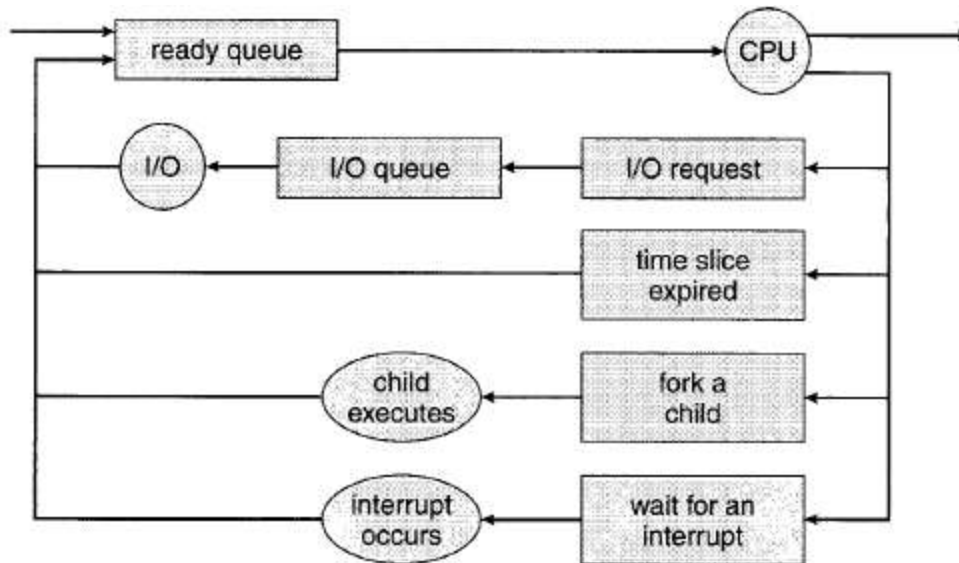 ready queue
CPU
I/O
I/O queue
I/O request
time slice
expired
child
executes
fork a
child
interrupt
occurs
wait for an
interrupt